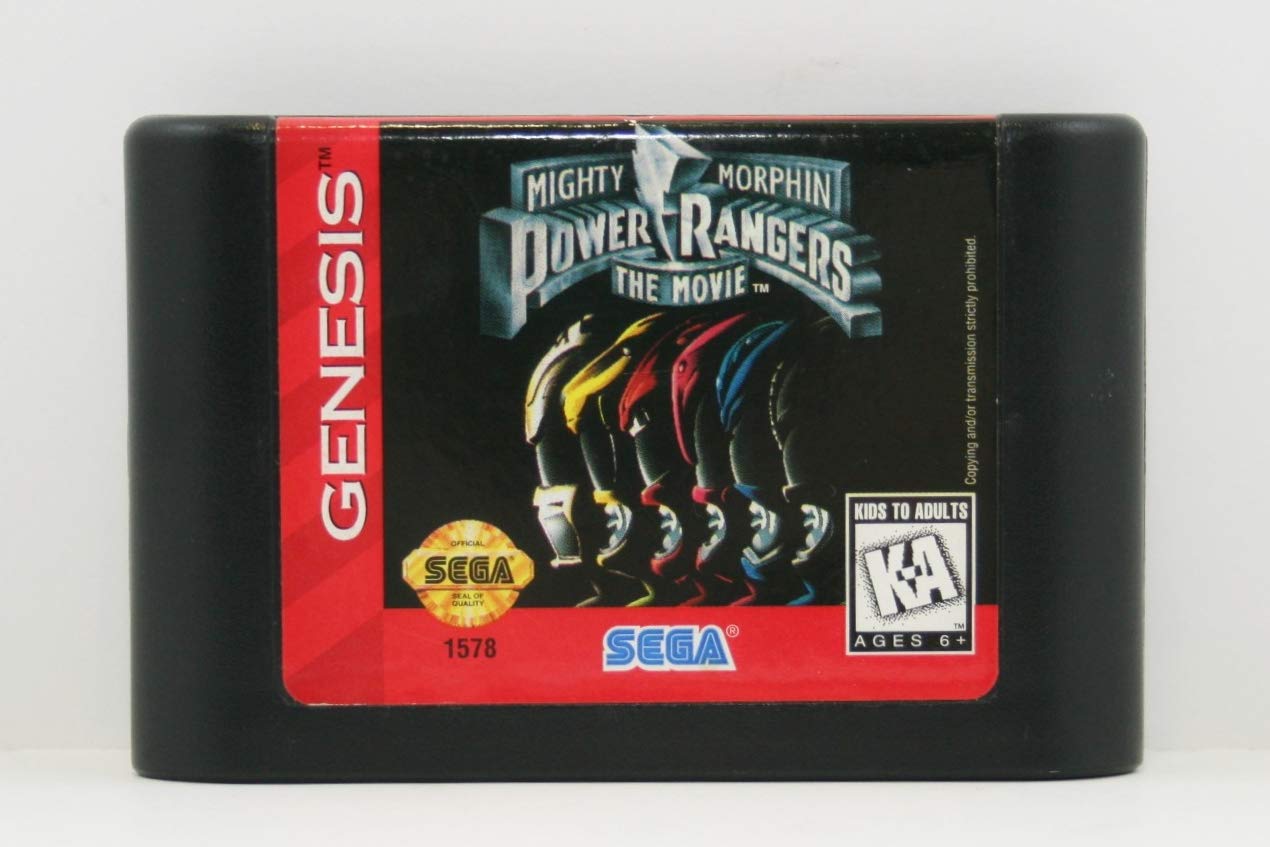 GENESIS™
MIGHTY MORPHIN
POWER RANGERS
THE MOVIE™
Copying and/or transmission strictly prohibited.
KIDS TO ADULTS
K-A
™
AGES 6+
OFFICIAL
SEGA®
SEAL OF
QUALITY
1578
SEGA®